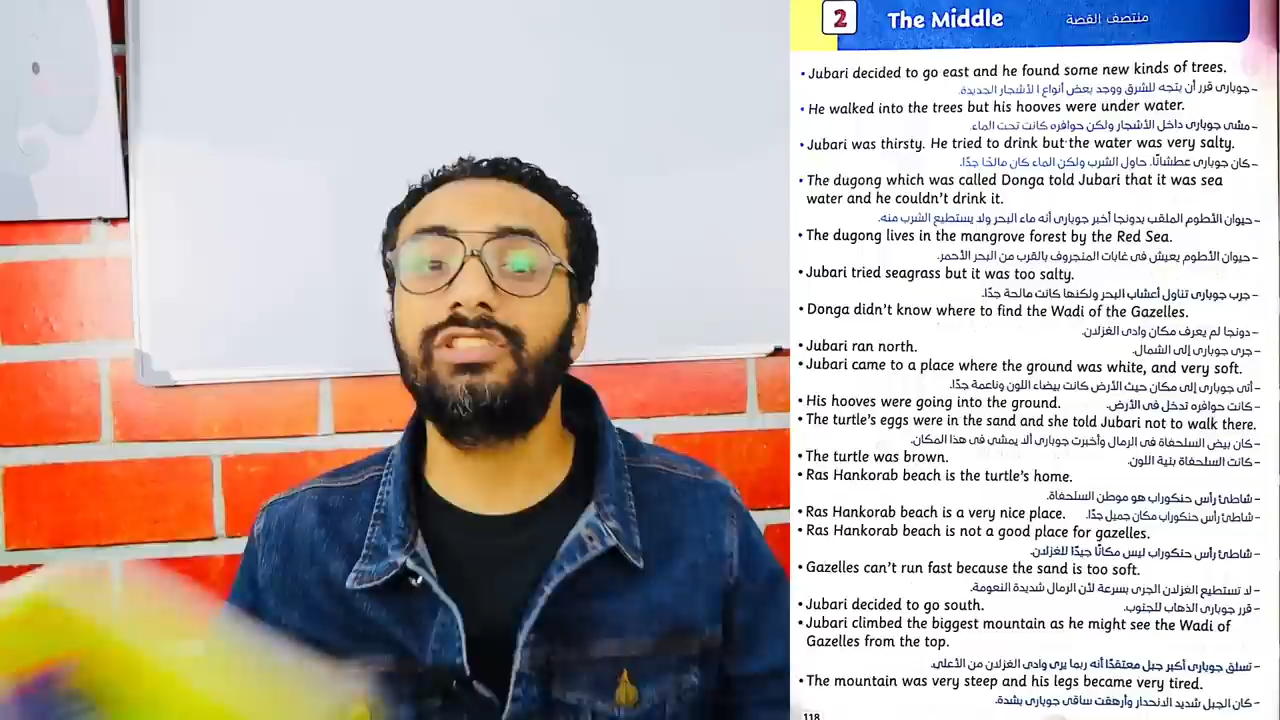 2 The Middle منتصف القصة
• Jubari decided to go east and he found some new kinds of trees.
- جوبارى قرر أن يتجه للشرق ووجد بعض أنواع الأشجار الجديدة.
• He walked into the trees but his hooves were under water.
- مشى جوبارى داخل الأشجار ولكن حوافره كانت تحت الماء.
• Jubari was thirsty. He tried to drink but the water was very salty.
- كان جوبارى عطشانًا. حاول الشرب ولكن الماء كان مالحًا جدًا.
• The dugong which was called Donga told Jubari that it was sea
water and he couldn't drink it.
- حيوان الأطوم الملقب بدونجا أخبر جوبارى أنه ماء البحر ولا يستطيع الشرب منه.
• The dugong lives in the mangrove forest by the Red Sea.
- حيوان الأطوم يعيش فى غابات المنجروف بالقرب من البحر الأحمر.
• Jubari tried seagrass but it was too salty.
- جرب جوبارى تناول أعشاب البحر ولكنها كانت مالحة جدًا.
• Donga didn't know where to find the Wadi of the Gazelles.
- دونجا لم يعرف مكان وادى الغزلان.
• Jubari ran north.
- جرى جوبارى إلى الشمال.
• Jubari came to a place where the ground was white, and very soft.
- أتى جوبارى إلى مكان حيث الأرض كانت بيضاء اللون وناعمة جدًا.
• His hooves were going into the ground.
- كانت حوافره تدخل فى الأرض.
• The turtle's eggs were in the sand and she told Jubari not to walk there.
- كان بيض السلحفاة فى الرمال وأخبرت جوبارى ألا يمشى فى هذا المكان.
• The turtle was brown.
- كانت السلحفاة بنية اللون.
• Ras Hankorab beach is the turtle's home.
- شاطئ رأس حنكوراب هو موطن السلحفاة.
• Ras Hankorab beach is a very nice place.
- شاطئ رأس حنكوراب مكان جميل جدًا.
• Ras Hankorab beach is not a good place for gazelles.
- شاطئ رأس حنكوراب ليس مكانًا جيدًا للغزلان.
• Gazelles can't run fast because the sand is too soft.
- لا تستطيع الغزلان الجرى بسرعة لأن الرمال شديدة النعومة.
• Jubari decided to go south.
- قرر جوبارى الذهاب للجنوب.
• Jubari climbed the biggest mountain as he might see the Wadi of
Gazelles from the top.
- تسلق جوبارى أكبر جبل معتقدًا أنه ربما يرى وادى الغزلان من الأعلى.
• The mountain was very steep and his legs became very tired.
- كان الجبل شديد الانحدار وأرهقت ساقى جوبارى بشدة.
118